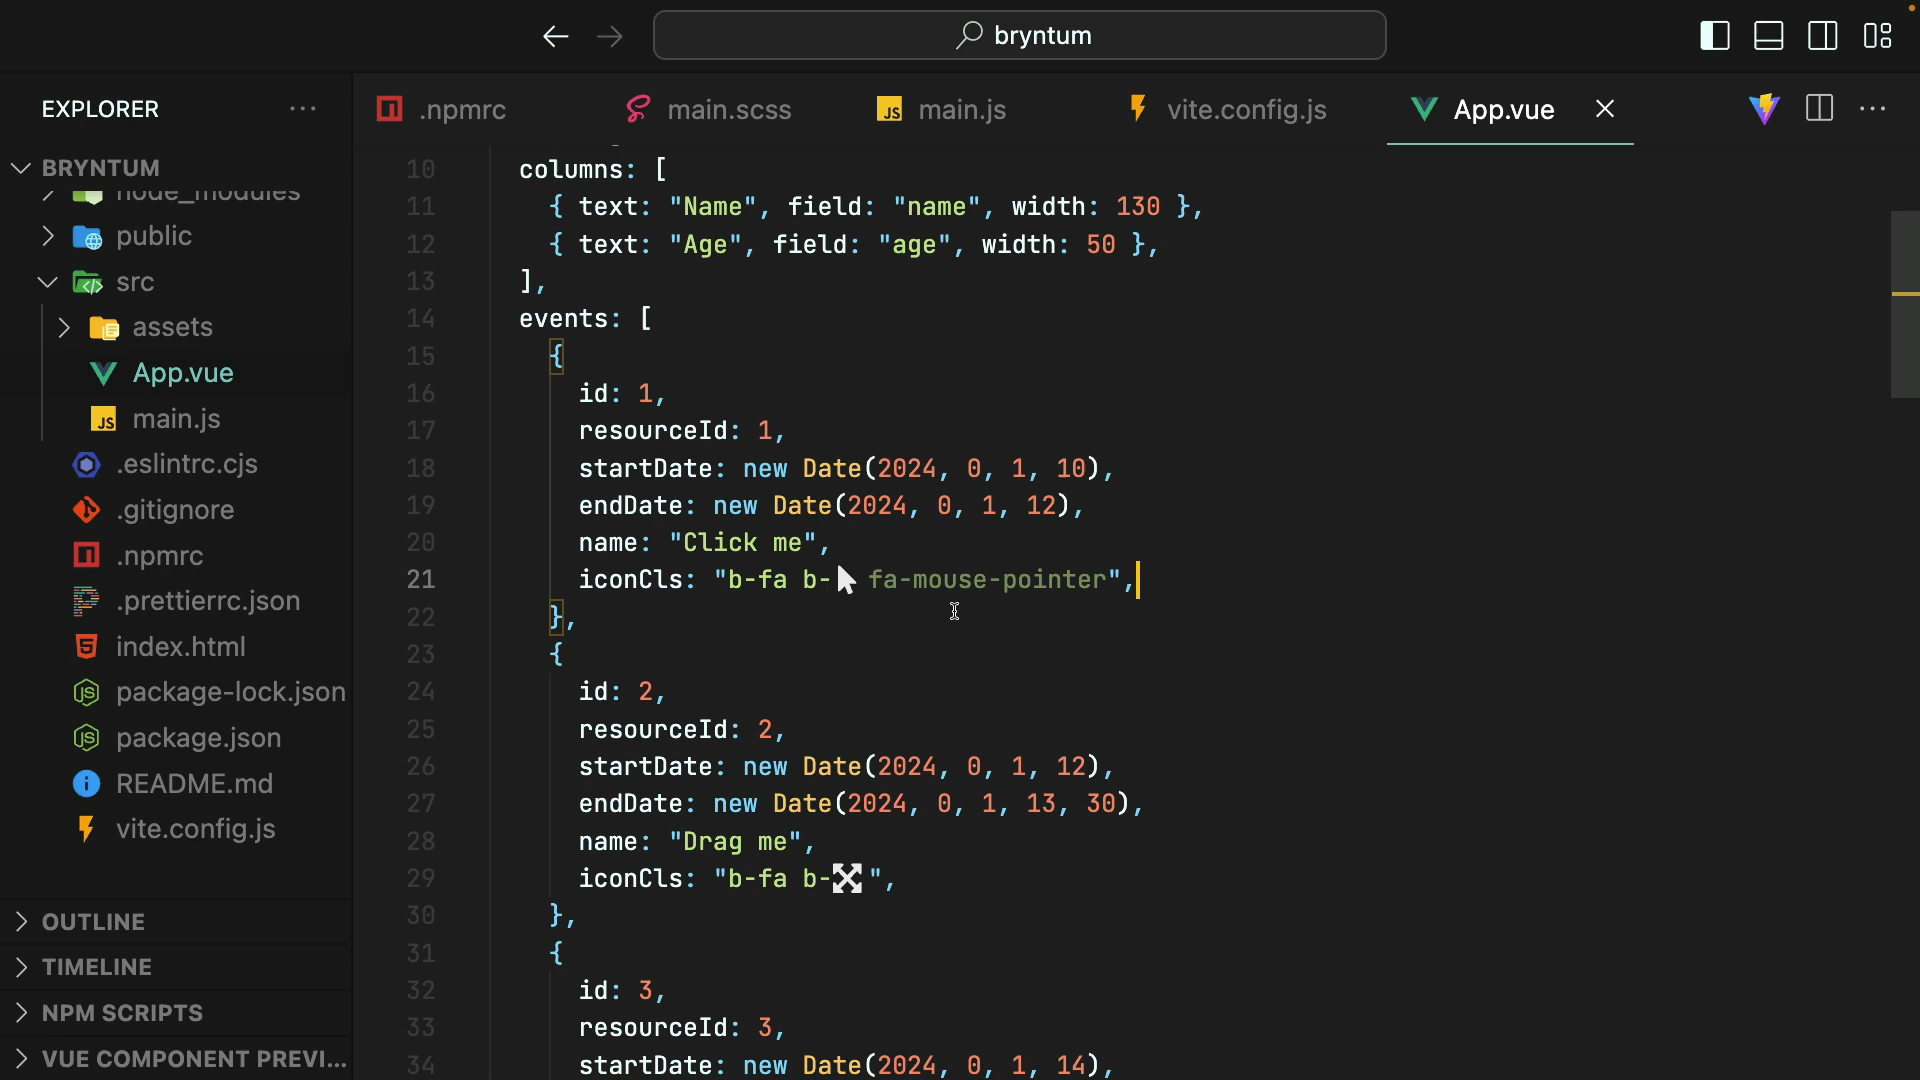 bryntum
EXPLORER
.npmrc
main.scss
JS main.js
vite.config.js
App.vue
BRYNTUM
node_modules
public
src
assets
App.vue
JS main.js
.eslintrc.cjs
.gitignore
.npmrc
.prettierrc.json
index.html
package-lock.json
package.json
README.md
vite.config.js
OUTLINE
TIMELINE
NPM SCRIPTS
VUE COMPONENT PREVI...
10 columns: [
11 { text: "Name", field: "name", width: 130 },
12 { text: "Age", field: "age", width: 50 },
13 ],
14 events: [
15 {
16 id: 1,
17 resourceId: 1,
18 startDate: new Date(2024, 0, 1, 10),
19 endDate: new Date(2024, 0, 1, 12),
20 name: "Click me",
21 iconCls: "b-fa b- fa-mouse-pointer",
22 },
23 {
24 id: 2,
25 resourceId: 2,
26 startDate: new Date(2024, 0, 1, 12),
27 endDate: new Date(2024, 0, 1, 13, 30),
28 name: "Drag me",
29 iconCls: "b-fa b- ",
30 },
31 {
32 id: 3,
33 resourceId: 3,
34 startDate: new Date(2024, 0, 1, 14),